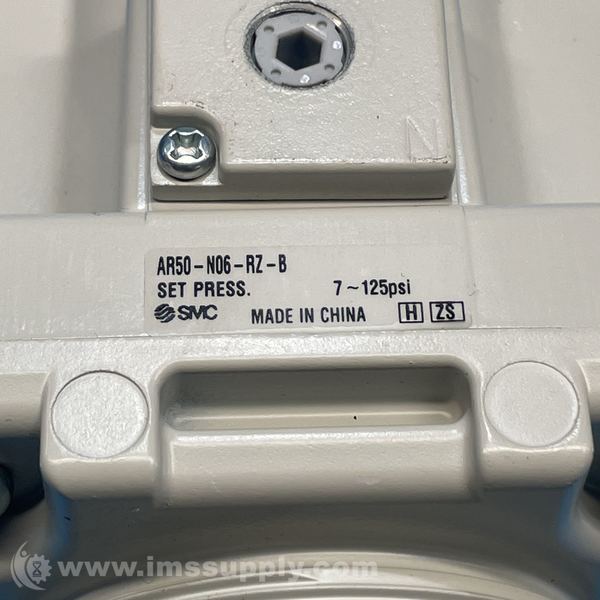 N
AR50-N06-RZ-B
SET PRESS. 7~125psi
SMC MADE IN CHINA H ZS
www.imssupply.com